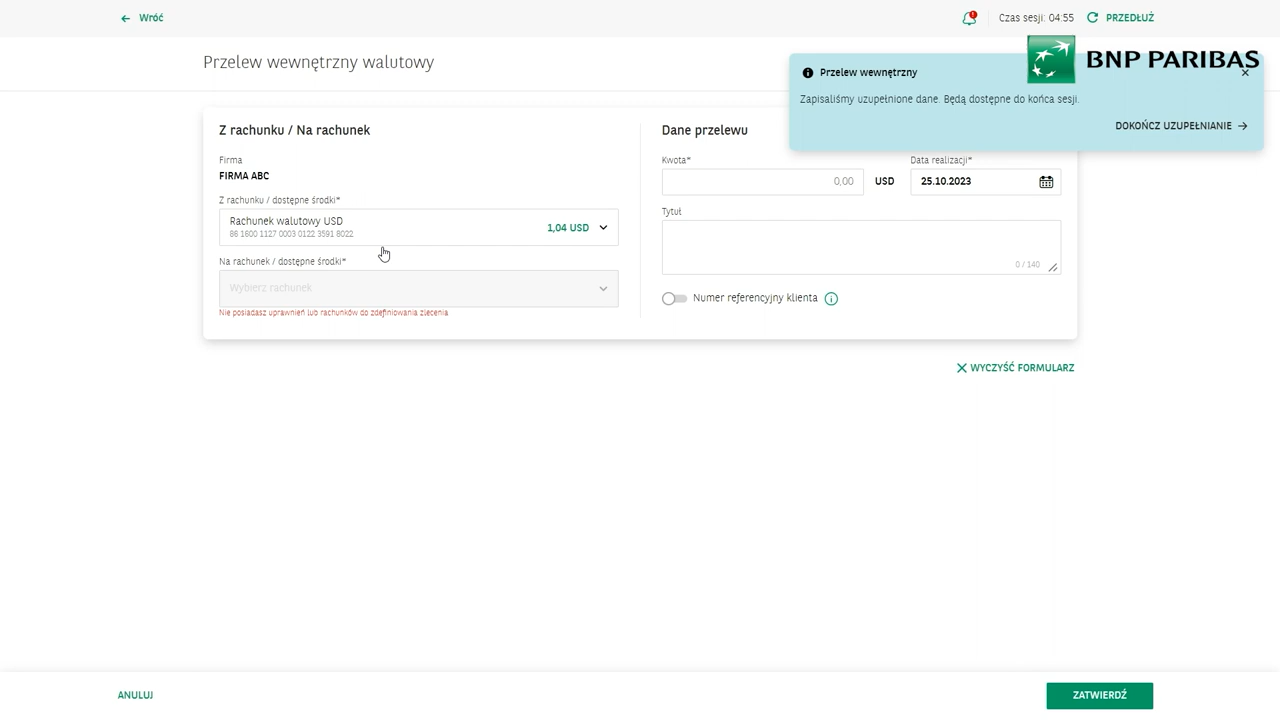 Wróć
Czas sesji: 04:55
PRZEDŁUŻ
BNP PARIBAS
Przelew wewnętrzny walutowy
Przelew wewnętrzny
Zapisaliśmy uzupełnione dane. Będą dostępne do końca sesji.
DOKOŃCZ UZUPEŁNIANIE
Z rachunku / Na rachunek
Firma
FIRMA ABC
Z rachunku / dostępne środki*
Rachunek walutowy USD
86 1600 1127 0003 0122 3591 8022
1,04 USD
Na rachunek / dostępne środki*
Wybierz rachunek
Nie posiadasz uprawnień lub rachunków do zdefiniowania zlecenia
Dane przelewu
Kwota*
0,00
USD
Data realizacji*
25.10.2023
Tytuł
0 / 140
Numer referencyjny klienta
WYCZYŚĆ FORMULARZ
ANULUJ
ZATWIERDŹ